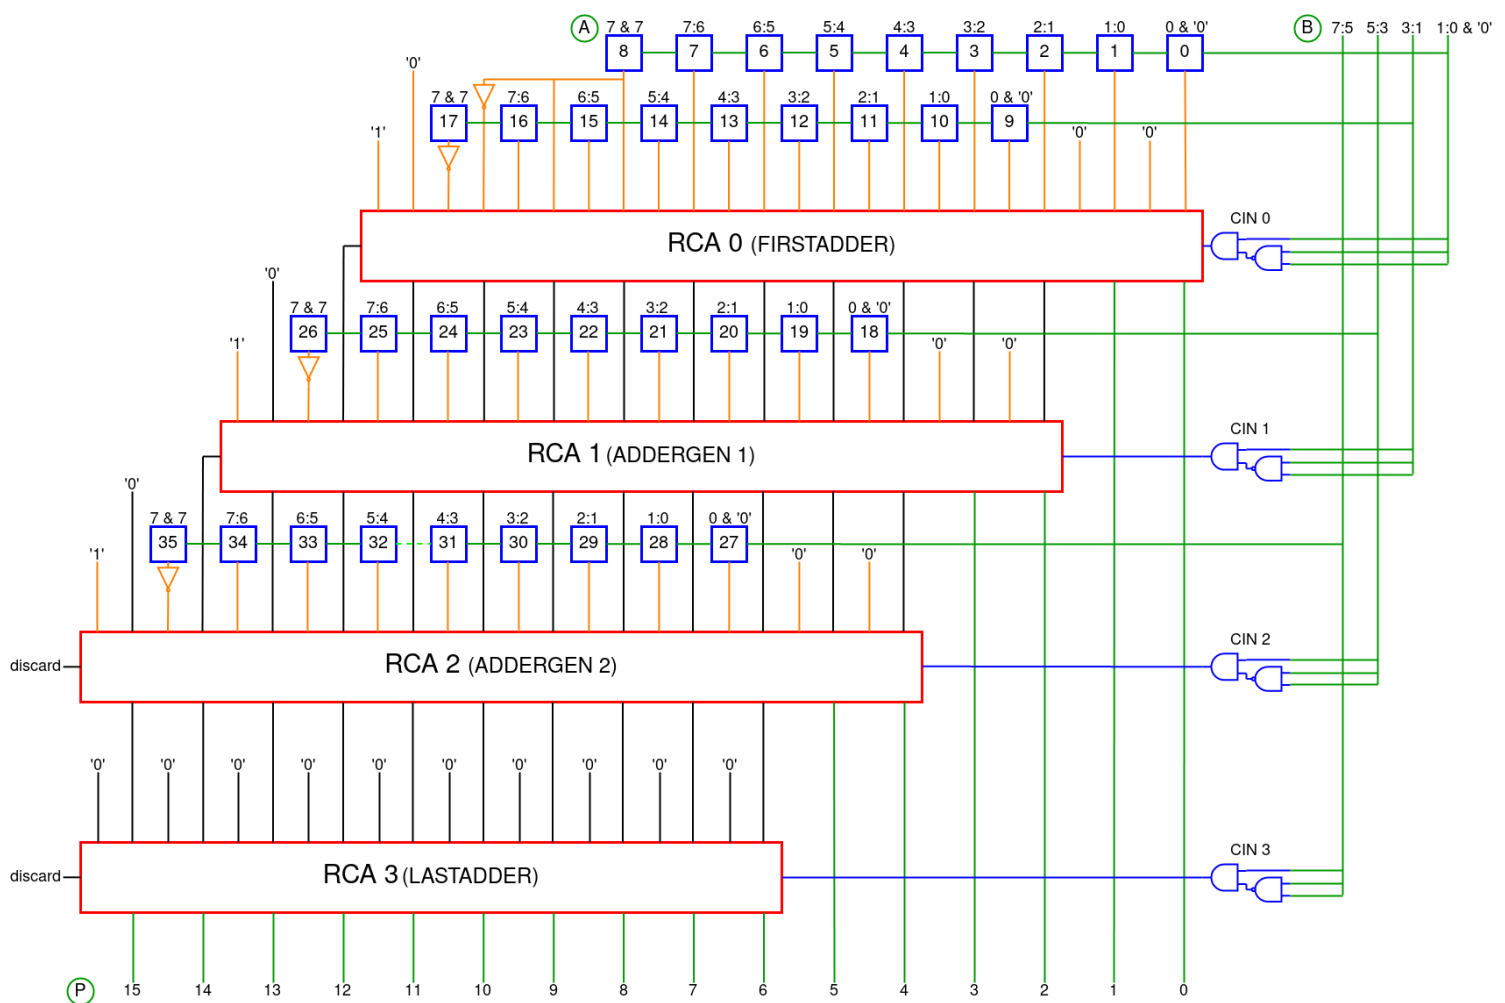 A 7 & 7 7:6 6:5 5:4 4:3 3:2 2:1 1:0 0 & '0' B 7:5 5:3 3:1 1:0 & '0'
8 7 6 5 4 3 2 1 0
'0'
7 & 7 7:6 6:5 5:4 4:3 3:2 2:1 1:0 0 & '0'
17 16 15 14 13 12 11 10 9
'1' '0' '0'
CIN 0
RCA 0 (FIRSTADDER)
'0'
7 & 7 7:6 6:5 5:4 4:3 3:2 2:1 1:0 0 & '0'
26 25 24 23 22 21 20 19 18
'1' '0' '0'
CIN 1
RCA 1 (ADDERGEN 1)
'0'
7 & 7 7:6 6:5 5:4 4:3 3:2 2:1 1:0 0 & '0'
35 34 33 32 31 30 29 28 27
'1' '0' '0'
CIN 2
discard RCA 2 (ADDERGEN 2)
'0' '0' '0' '0' '0' '0' '0' '0' '0' '0'
CIN 3
discard RCA 3 (LASTADDER)
P 15 14 13 12 11 10 9 8 7 6 5 4 3 2 1 0